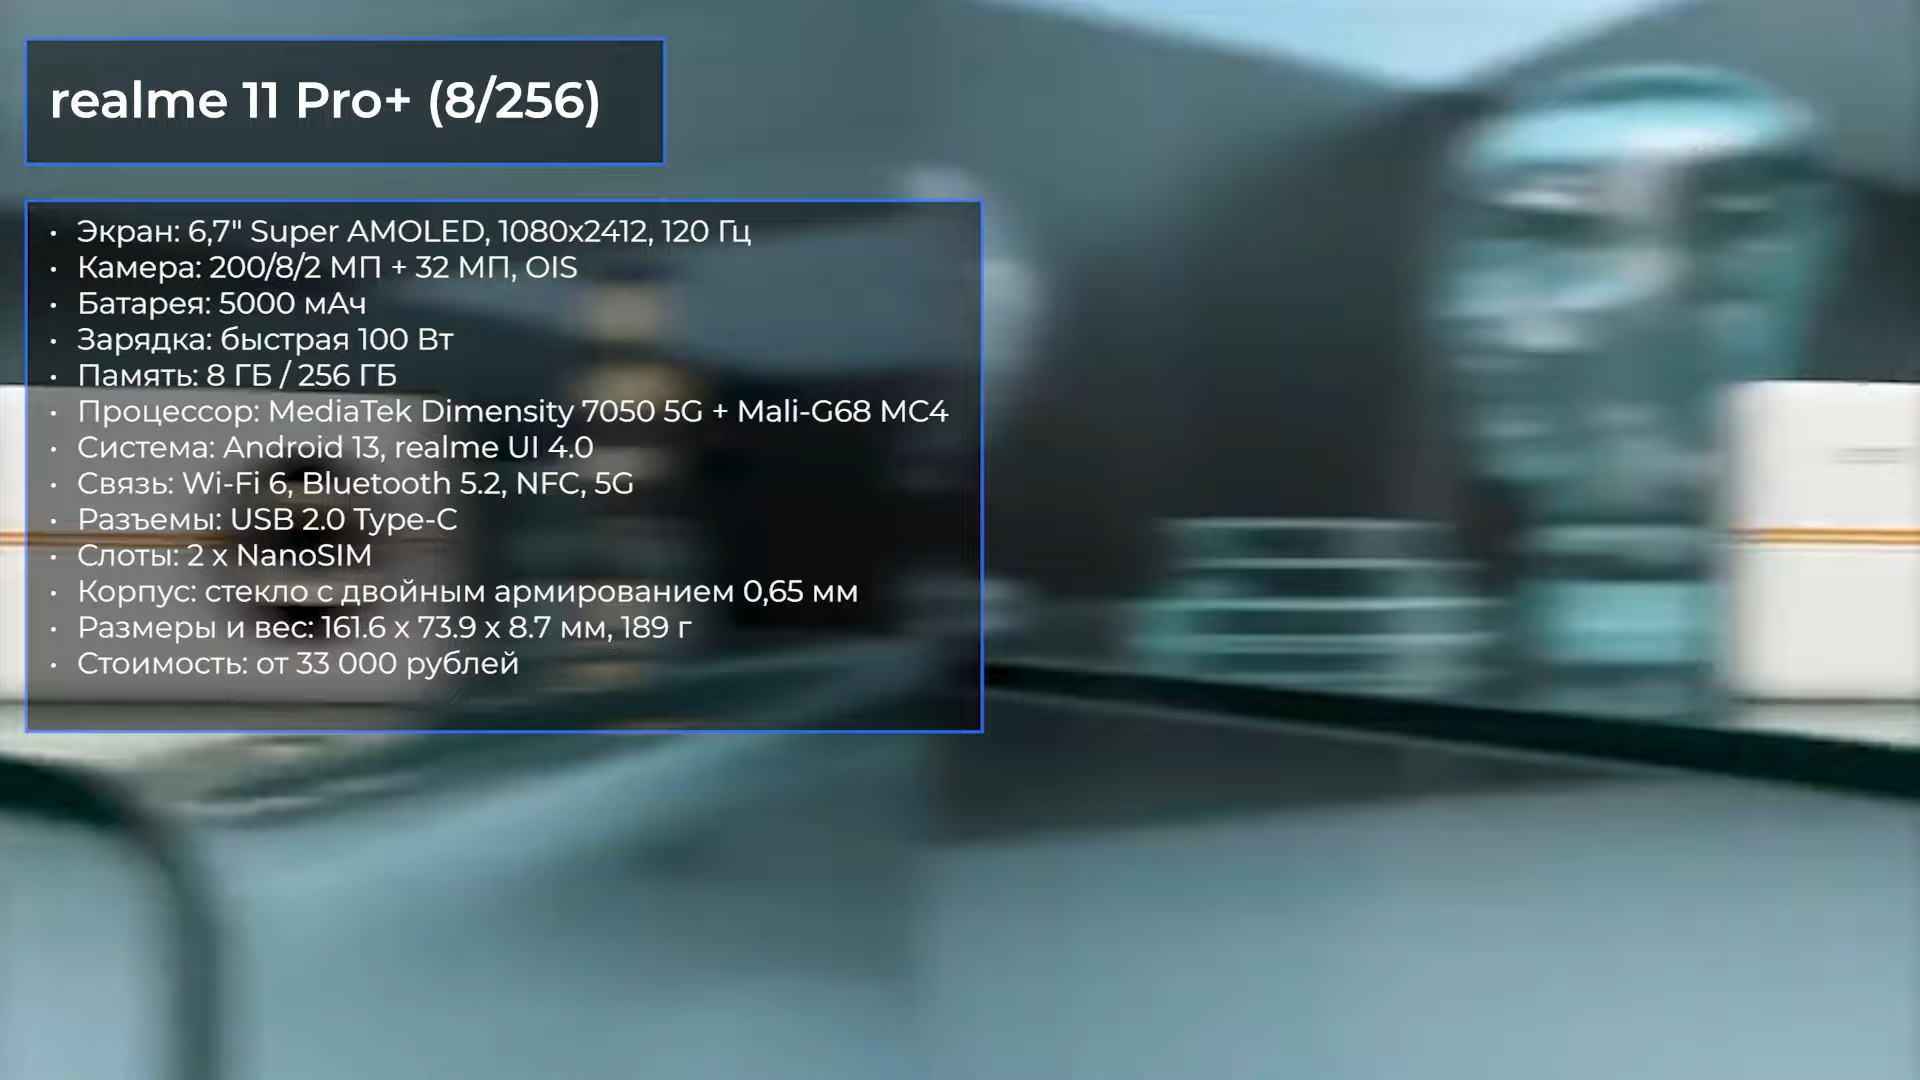 realme 11 Pro+ (8/256)
• Экран: 6,7" Super AMOLED, 1080x2412, 120 Гц
• Камера: 200/8/2 МП + 32 МП, OIS
• Батарея: 5000 мАч
• Зарядка: быстрая 100 Вт
• Память: 8 ГБ / 256 ГБ
• Процессор: MediaTek Dimensity 7050 5G + Mali-G68 MC4
• Система: Android 13, realme UI 4.0
• Связь: Wi-Fi 6, Bluetooth 5.2, NFC, 5G
• Разъемы: USB 2.0 Type-C
• Слоты: 2 x NanoSIM
• Корпус: стекло с двойным армированием 0,65 мм
• Размеры и вес: 161.6 x 73.9 x 8.7 мм, 189 г
• Стоимость: от 33 000 рублей